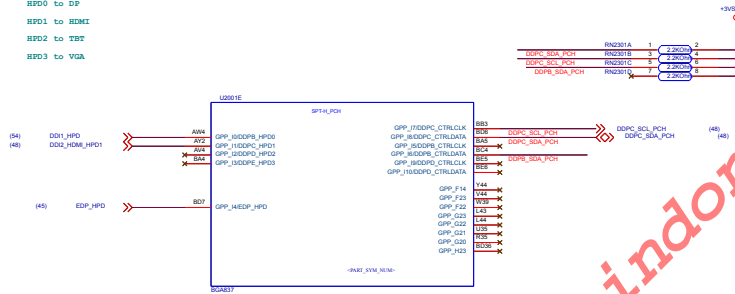 HPD0 to DP
HPD1 to HDMI
HPD2 to TBT
HPD3 to VGA
+3VS
RN2301A 1 2 2.2KOhm
DDPC_SDA_PCH RN2301B 3 4 2.2KOhm
DDPC_SCL_PCH RN2301C 5 6 2.2KOhm
DDPB_SDA_PCH RN2301D 7 8 2.2KOhm
U2001E
SPT-H_PCH
(54) DDI1_HPD AW4 GPP_I0/DDPB_HPD0
(48) DDI2_HDMI_HPD1 AY2 GPP_I1/DDPC_HPD1
AV4 GPP_I2/DDPD_HPD2
BA4 GPP_I3/DDPE_HPD3
(45) EDP_HPD BD7 GPP_I4/EDP_HPD
GPP_I7/DDPC_CTRLCLK BB3 DDPC_SCL_PCH DDPC_SCL_PCH (48)
GPP_I8/DDPC_CTRLDATA BD6 DDPC_SDA_PCH DDPC_SDA_PCH (48)
GPP_I5/DDPB_CTRLCLK BA5
GPP_I6/DDPB_CTRLDATA BC4 DDPB_SDA_PCH
GPP_I9/DDPD_CTRLCLK BE5
GPP_I10/DDPD_CTRLDATA BE6
GPP_F14 Y44
GPP_F23 V44
GPP_F22 W39
GPP_G23 L43
GPP_G22 L44
GPP_G21 U35
GPP_G20 R35
GPP_H23 BD36
<PART_SYM_NUM>
BGA837
indo